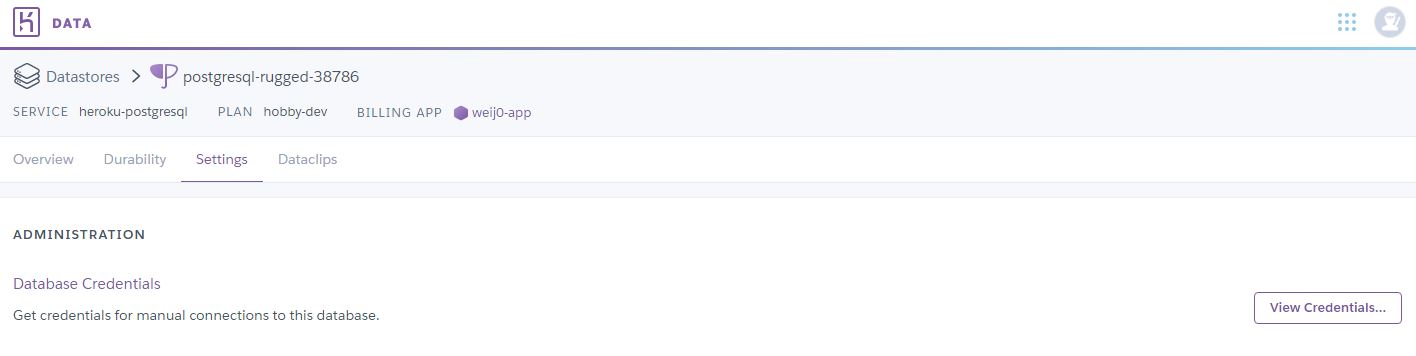 DATA
Datastores postgresql-rugged-38786
SERVICE heroku-postgresql PLAN hobby-dev BILLING APP weij0-app
Overview Durability Settings Dataclips
ADMINISTRATION
Database Credentials
Get credentials for manual connections to this database.
View Credentials...